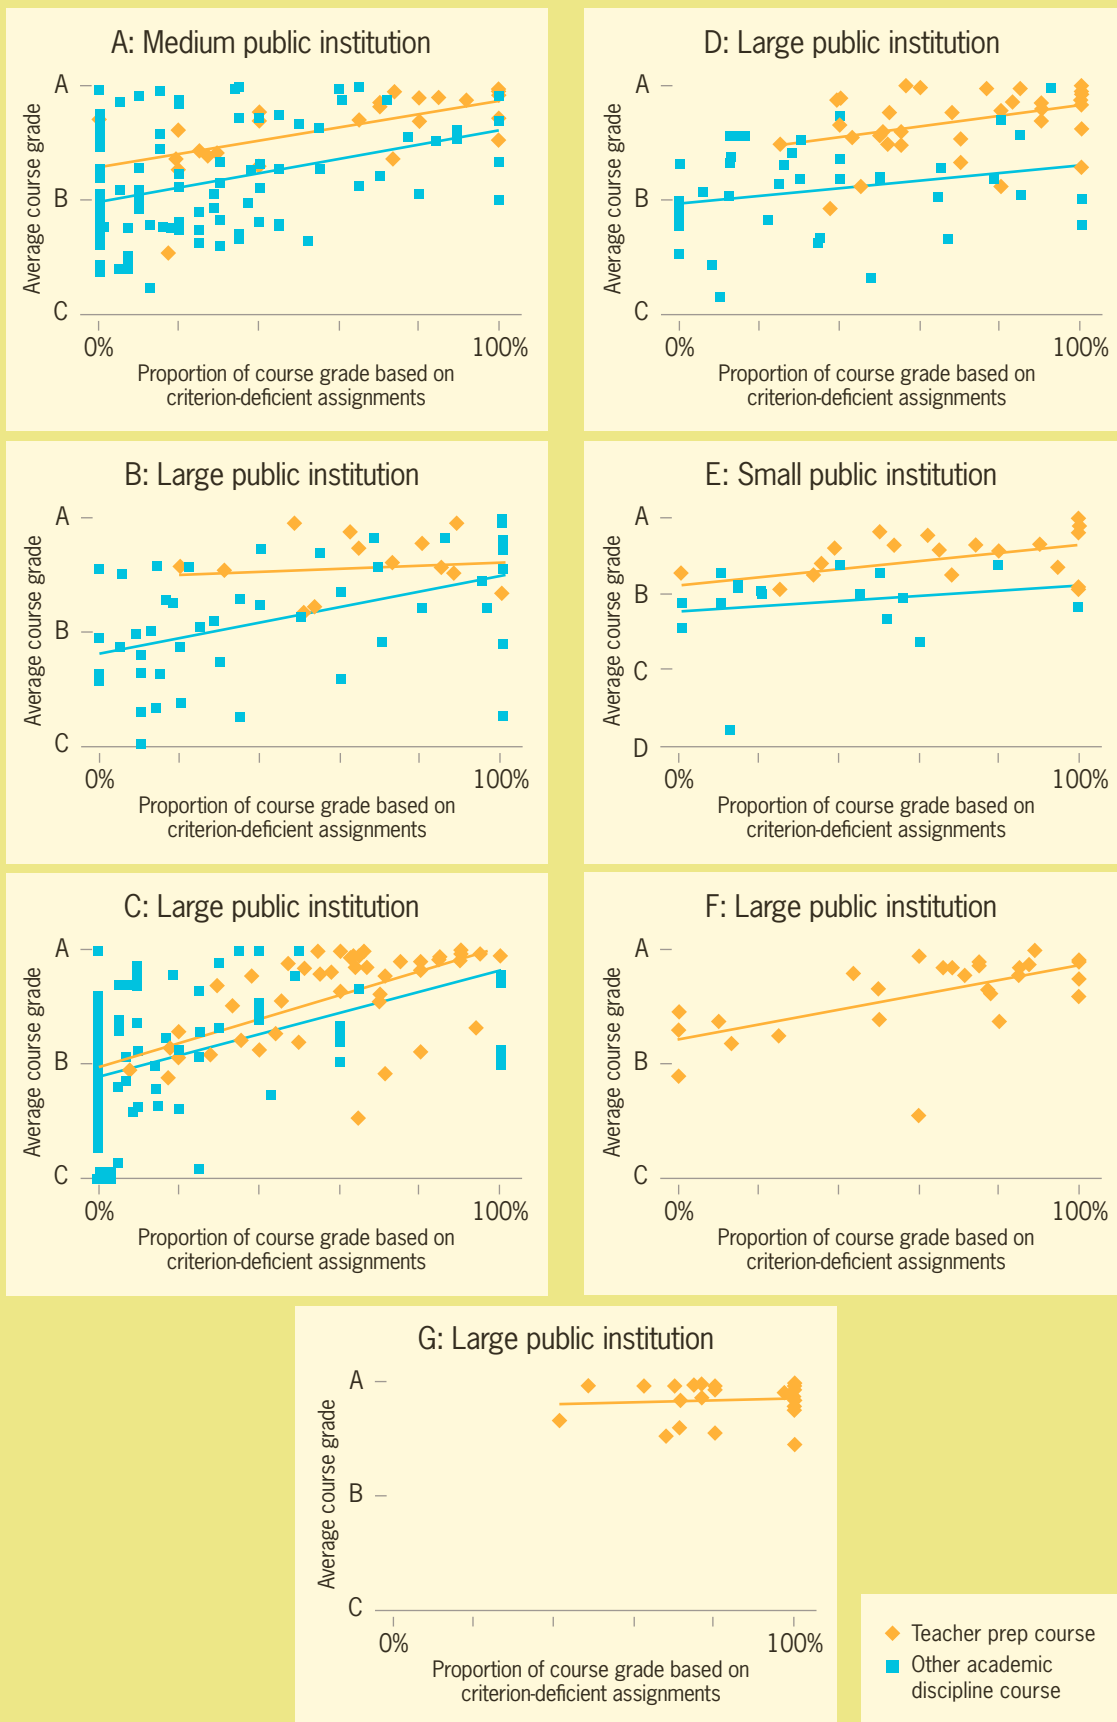 A: Medium public institution
Average course grade
A
B
C
0%
100%
Proportion of course grade based on
criterion-deficient assignments
D: Large public institution
Average course grade
A
B
C
0%
100%
Proportion of course grade based on
criterion-deficient assignments
B: Large public institution
Average course grade
A
B
C
0%
100%
Proportion of course grade based on
criterion-deficient assignments
E: Small public institution
Average course grade
A
B
C
D
0%
100%
Proportion of course grade based on
criterion-deficient assignments
C: Large public institution
Average course grade
A
B
C
0%
100%
Proportion of course grade based on
criterion-deficient assignments
F: Large public institution
Average course grade
A
B
C
0%
100%
Proportion of course grade based on
criterion-deficient assignments
G: Large public institution
Average course grade
A
B
C
0%
100%
Proportion of course grade based on
criterion-deficient assignments
Teacher prep course
Other academic
discipline course